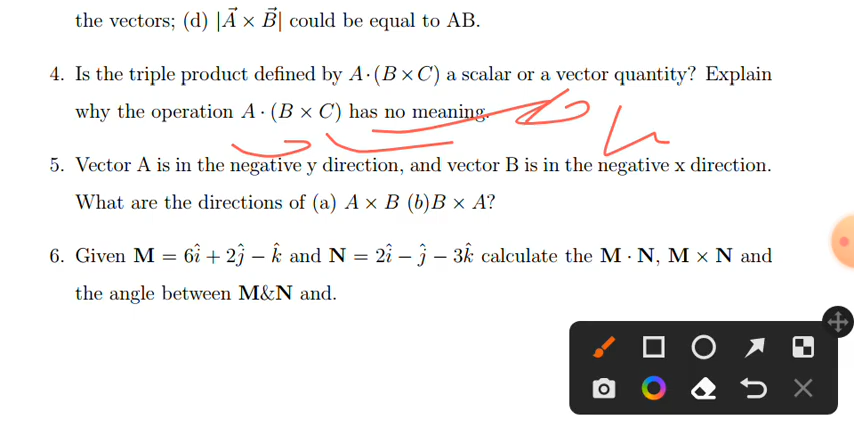 the vectors; (d) |A⃗ × B⃗| could be equal to AB.
4. Is the triple product defined by A·(B×C) a scalar or a vector quantity? Explain
why the operation A · (B × C) has no meaning.
5. Vector A is in the negative y direction, and vector B is in the negative x direction.
What are the directions of (a) A × B (b)B × A?
6. Given M = 6î + 2ĵ − k̂ and N = 2î − ĵ − 3k̂ calculate the M · N, M × N and
the angle between M&N and.